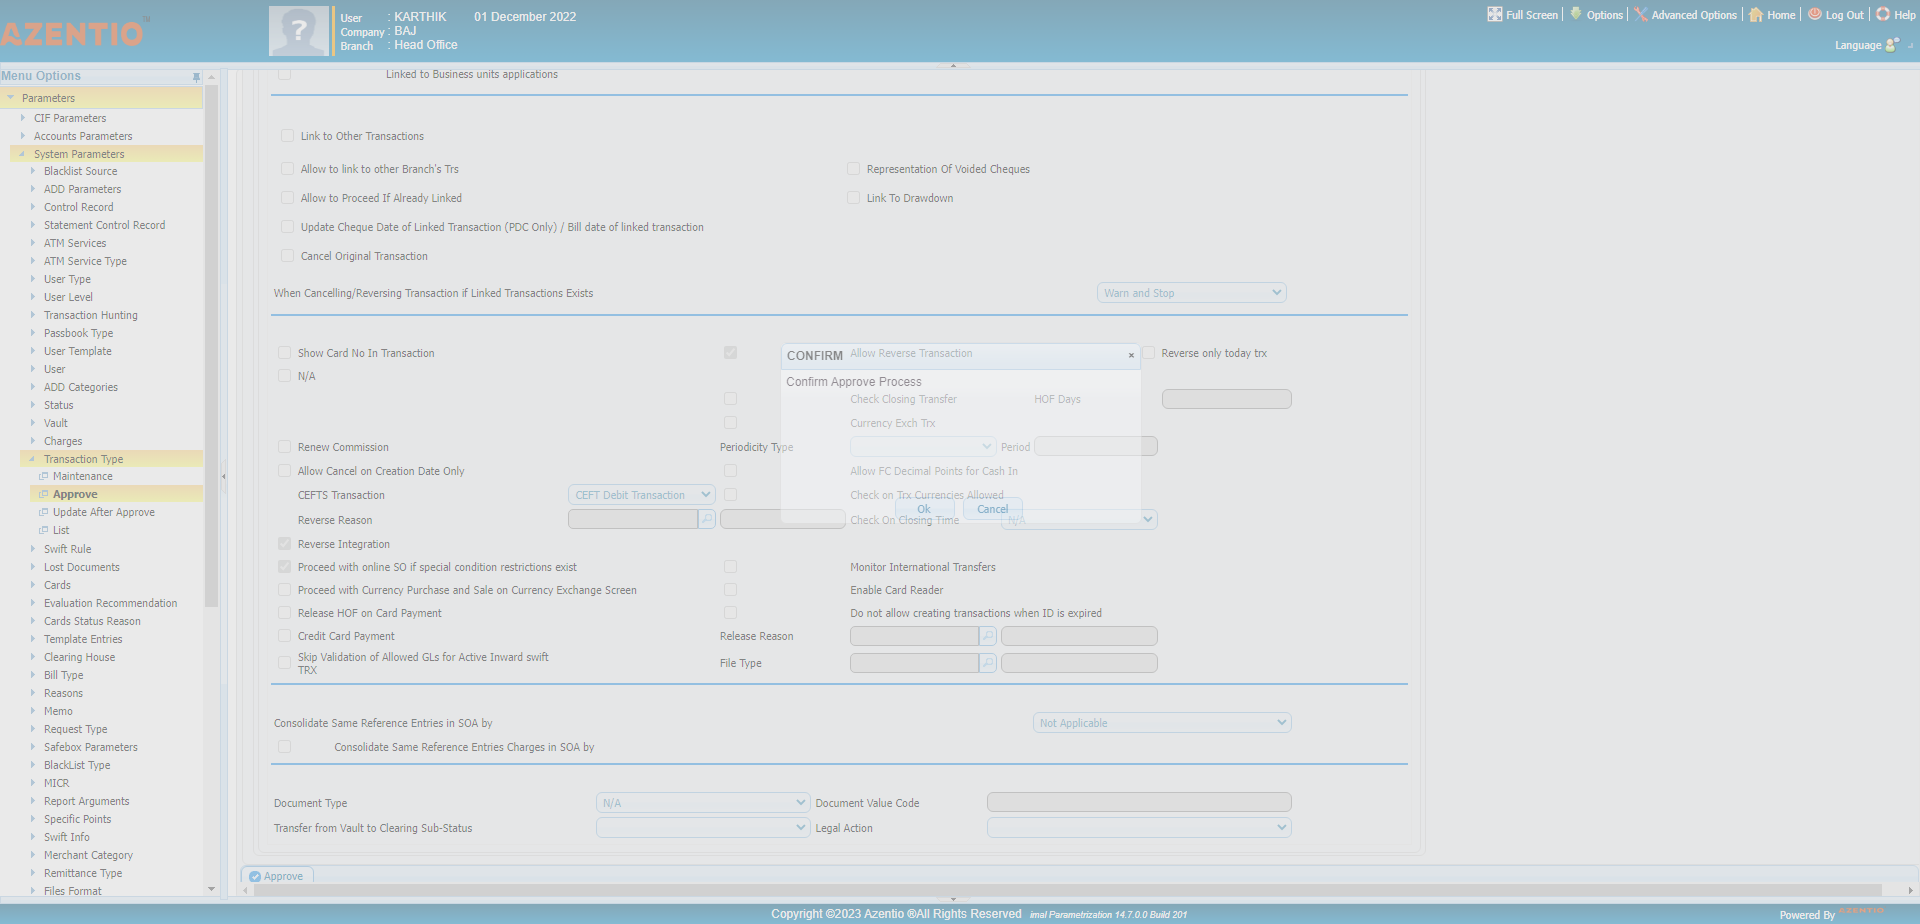 AZENTIO TM
User : KARTHIK 01 December 2022
Company : BAJ
Branch : Head Office
Full Screen Options Advanced Options Home Log Out Help
Language
Menu Options
Parameters
CIF Parameters
Accounts Parameters
System Parameters
Blacklist Source
ADD Parameters
Control Record
Statement Control Record
ATM Services
ATM Service Type
User Type
User Level
Transaction Hunting
Passbook Type
User Template
User
ADD Categories
Status
Vault
Charges
Transaction Type
Maintenance
Approve
Update After Approve
List
Swift Rule
Lost Documents
Cards
Evaluation Recommendation
Cards Status Reason
Template Entries
Clearing House
Bill Type
Reasons
Memo
Request Type
Safebox Parameters
BlackList Type
MICR
Report Arguments
Specific Points
Swift Info
Merchant Category
Remittance Type
Files Format
Linked to Business units applications
Link to Other Transactions
Allow to link to other Branch's Trs Representation Of Voided Cheques
Allow to Proceed If Already Linked Link To Drawdown
Update Cheque Date of Linked Transaction (PDC Only) / Bill date of linked transaction
Cancel Original Transaction
When Cancelling/Reversing Transaction if Linked Transactions Exists Warn and Stop
Show Card No In Transaction Allow Reverse Transaction Reverse only today trx
N/A
Check Closing Transfer HOF Days
Currency Exch Trx
Renew Commission Periodicity Type Period
Allow Cancel on Creation Date Only Allow FC Decimal Points for Cash In
CEFTS Transaction CEFT Debit Transaction Check on Trx Currencies Allowed
Reverse Reason Check On Closing Time N/A
Reverse Integration
Proceed with online SO if special condition restrictions exist Monitor International Transfers
Proceed with Currency Purchase and Sale on Currency Exchange Screen Enable Card Reader
Release HOF on Card Payment Do not allow creating transactions when ID is expired
Credit Card Payment Release Reason
Skip Validation of Allowed GLs for Active Inward swift
TRX
File Type
CONFIRM ×
Confirm Approve Process
Ok Cancel
Consolidate Same Reference Entries in SOA by Not Applicable
Consolidate Same Reference Entries Charges in SOA by
Document Type N/A Document Value Code
Transfer from Vault to Clearing Sub-Status Legal Action
Approve
Copyright ©2023 Azentio ®All Rights Reserved imal Parametrization 14.7.0.0 Build 201
Powered By AZENTIO